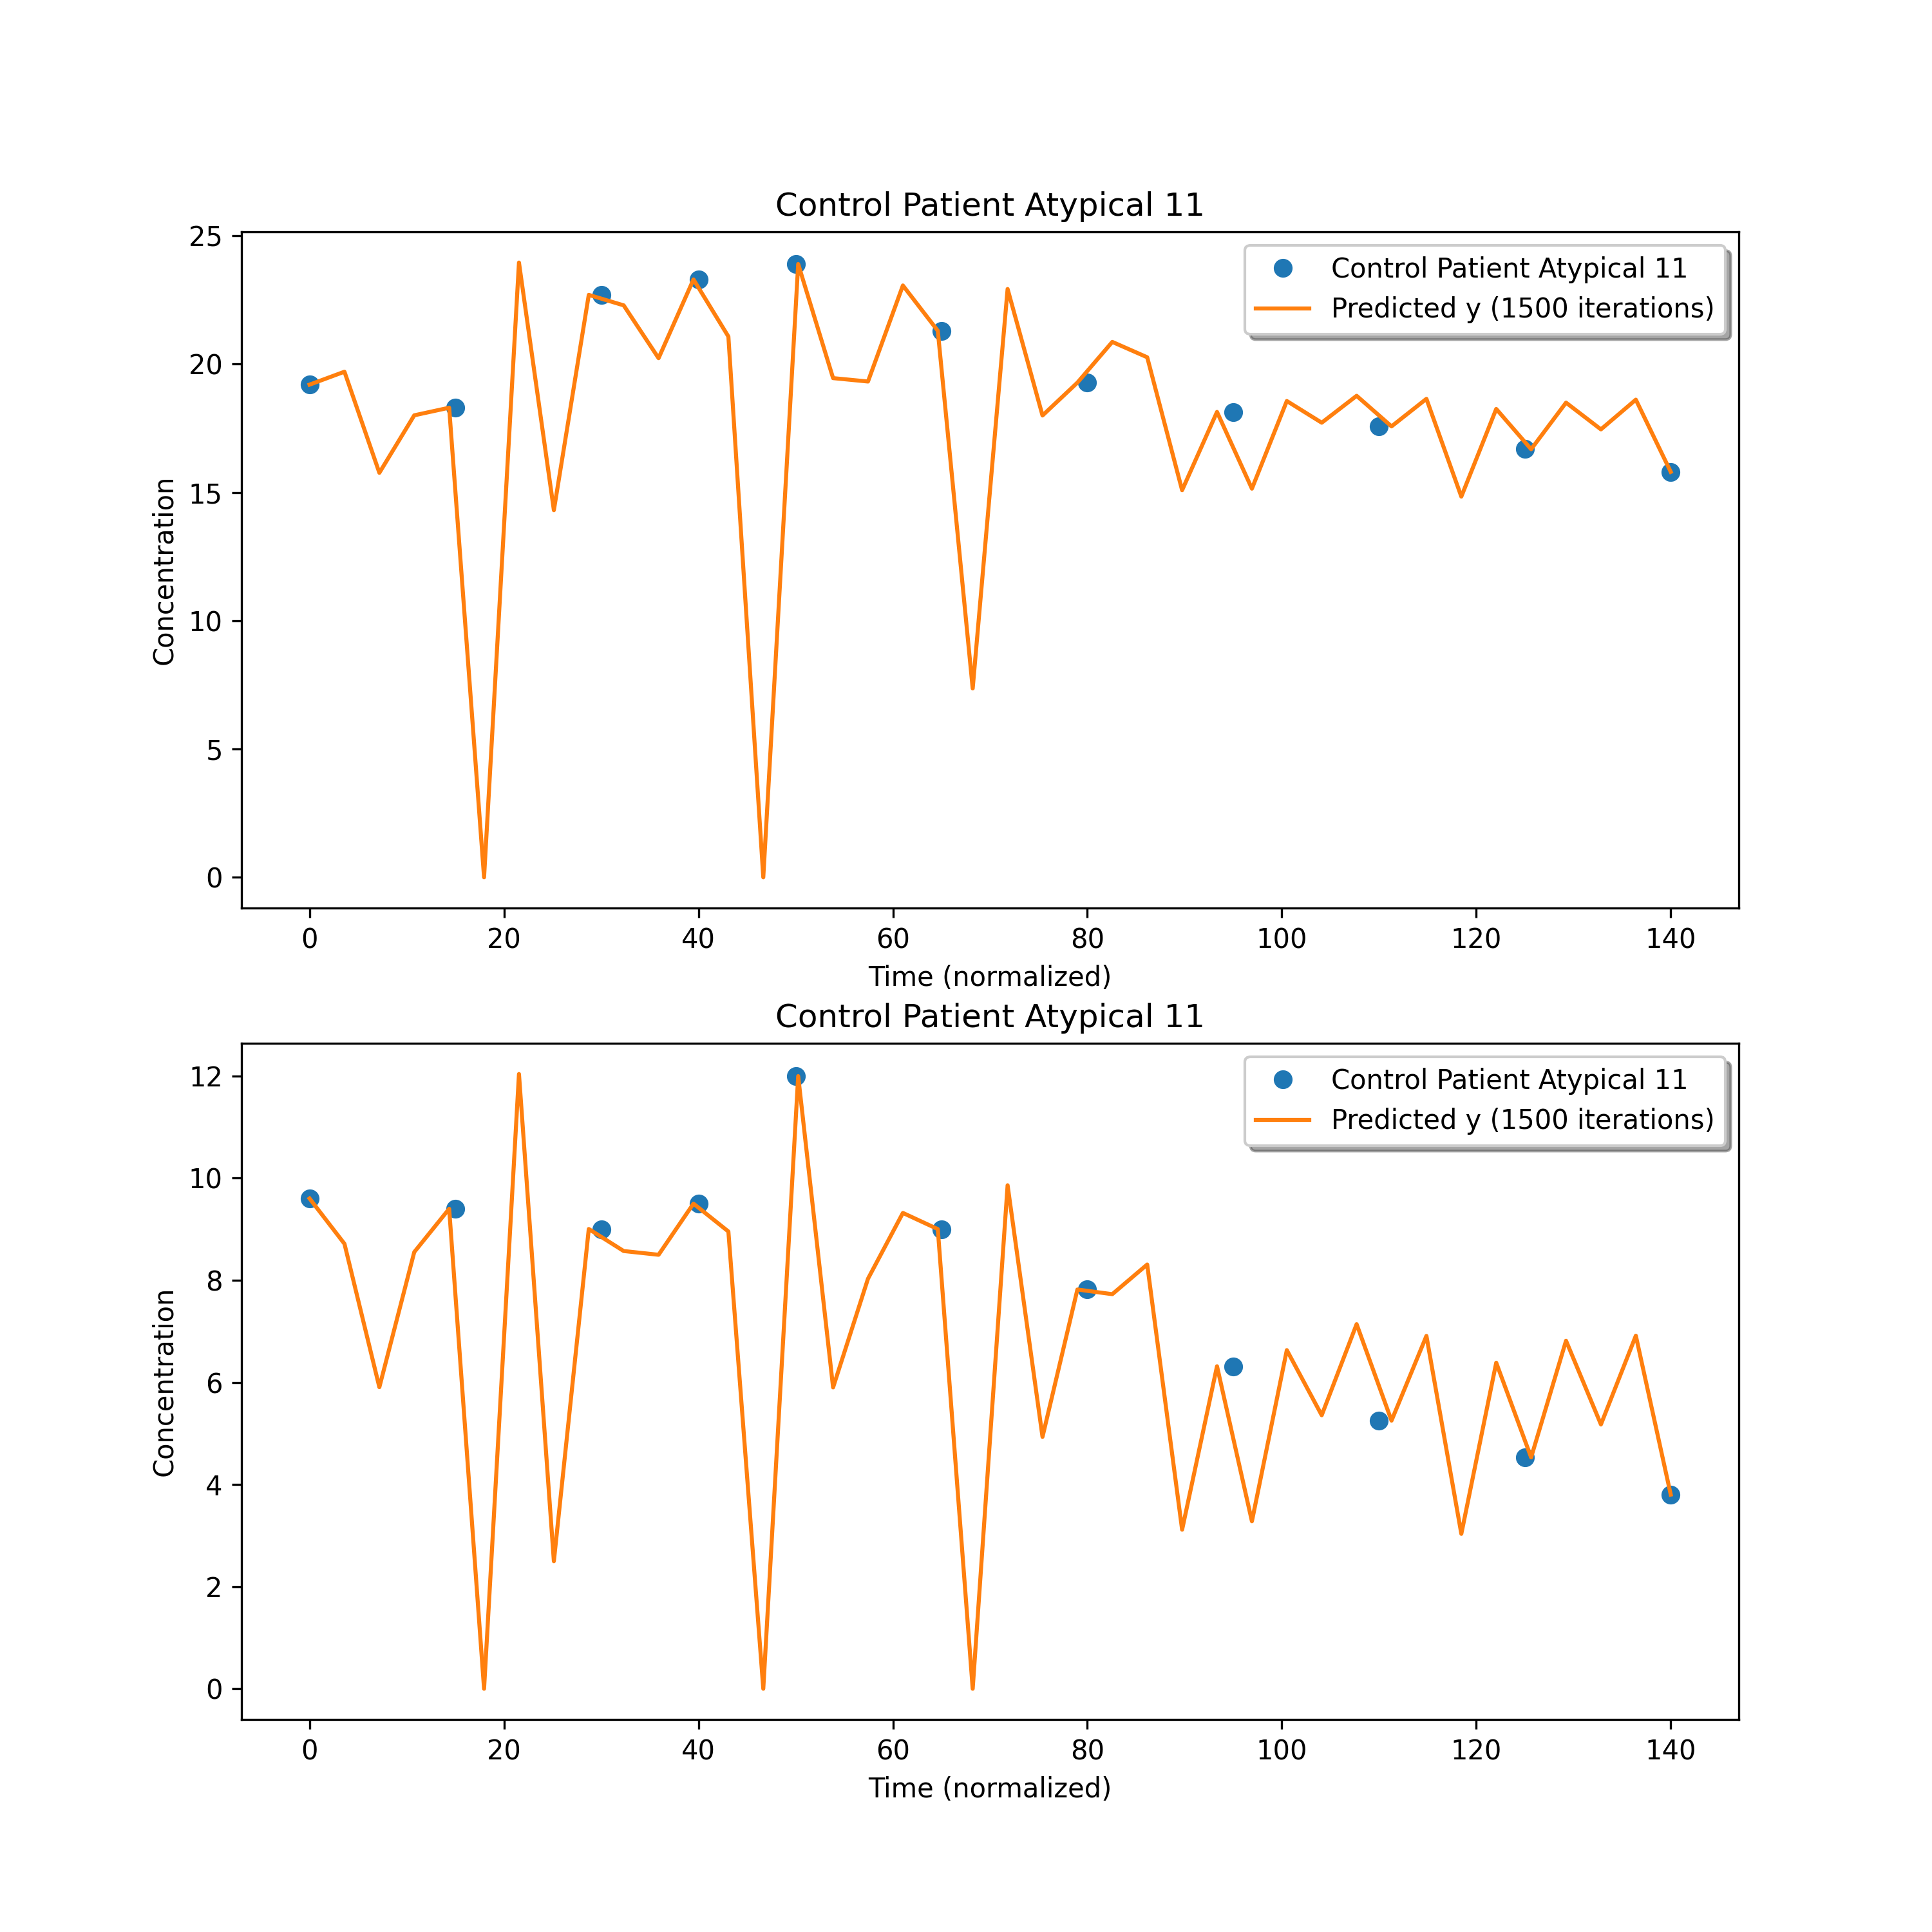 Control Patient Atypical 11
25
20
15
10
5
0
Concentration
Control Patient Atypical 11
Predicted y (1500 iterations)
0 20 40 60 80 100 120 140
Time (normalized)
Control Patient Atypical 11
12
10
8
6
4
2
0
Concentration
Control Patient Atypical 11
Predicted y (1500 iterations)
0 20 40 60 80 100 120 140
Time (normalized)